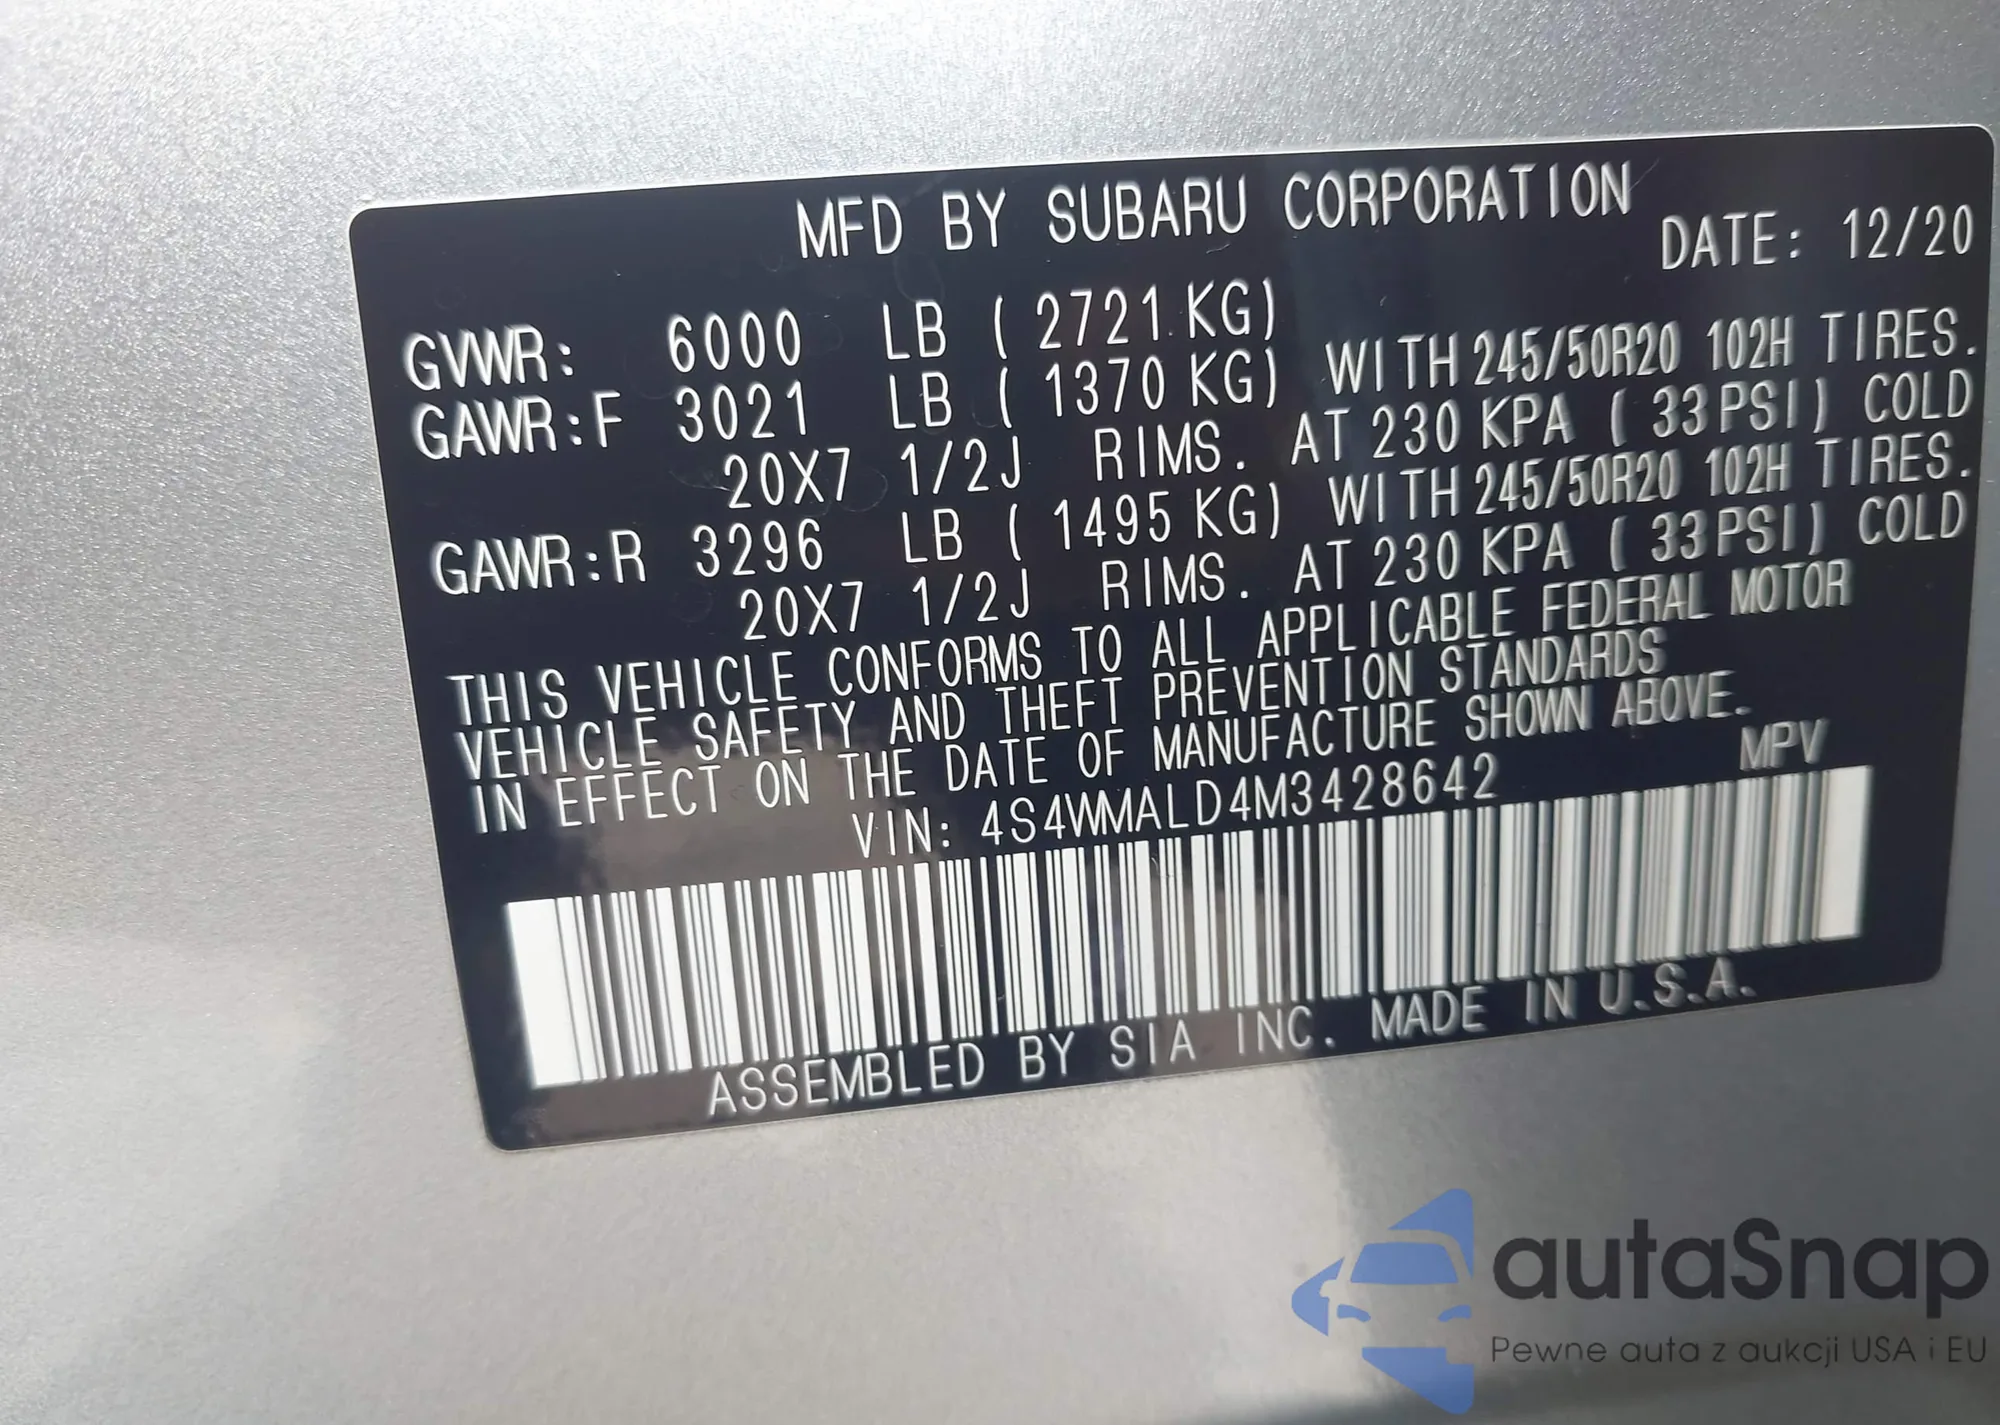 MFD BY SUBARU CORPORATION
DATE: 12/20
GVWR: 6000 LB ( 2721 KG)
GAWR:F 3021 LB ( 1370 KG) WITH 245/50R20 102H TIRES.
20X7 1/2J RIMS. AT 230 KPA ( 33PSI) COLD
GAWR:R 3296 LB ( 1495 KG) WITH 245/50R20 102H TIRES.
20X7 1/2J RIMS. AT 230 KPA ( 33PSI) COLD
THIS VEHICLE CONFORMS TO ALL APPLICABLE FEDERAL MOTOR
VEHICLE SAFETY AND THEFT PREVENTION STANDARDS
IN EFFECT ON THE DATE OF MANUFACTURE SHOWN ABOVE.
VIN: 4S4WMALD4M3428642 MPV
ASSEMBLED BY SIA INC. MADE IN U.S.A.
autaSnap
Pewne auta z aukcji USA i EU